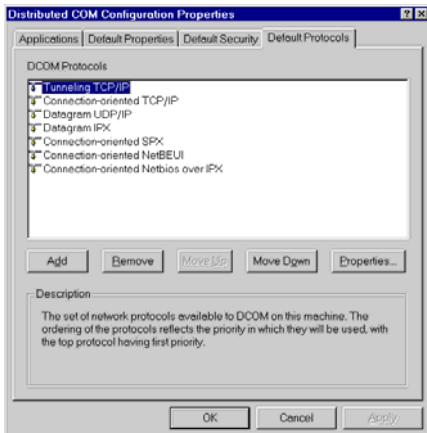 Distributed COM Configuration Properties
Applications Default Properties Default Security Default Protocols
DCOM Protocols
Tunneling TCP/IP
Connection-oriented TCP/IP
Datagram UDP/IP
Datagram IPX
Connection-oriented SPX
Connection-oriented NetBEUI
Connection-oriented Netbios over IPX
Add Remove Move Up Move Down Properties...
Description
The set of network protocols available to DCOM on this machine. The
ordering of the protocols reflects the priority in which they will be used, with
the top protocol having first priority.
OK Cancel Apply